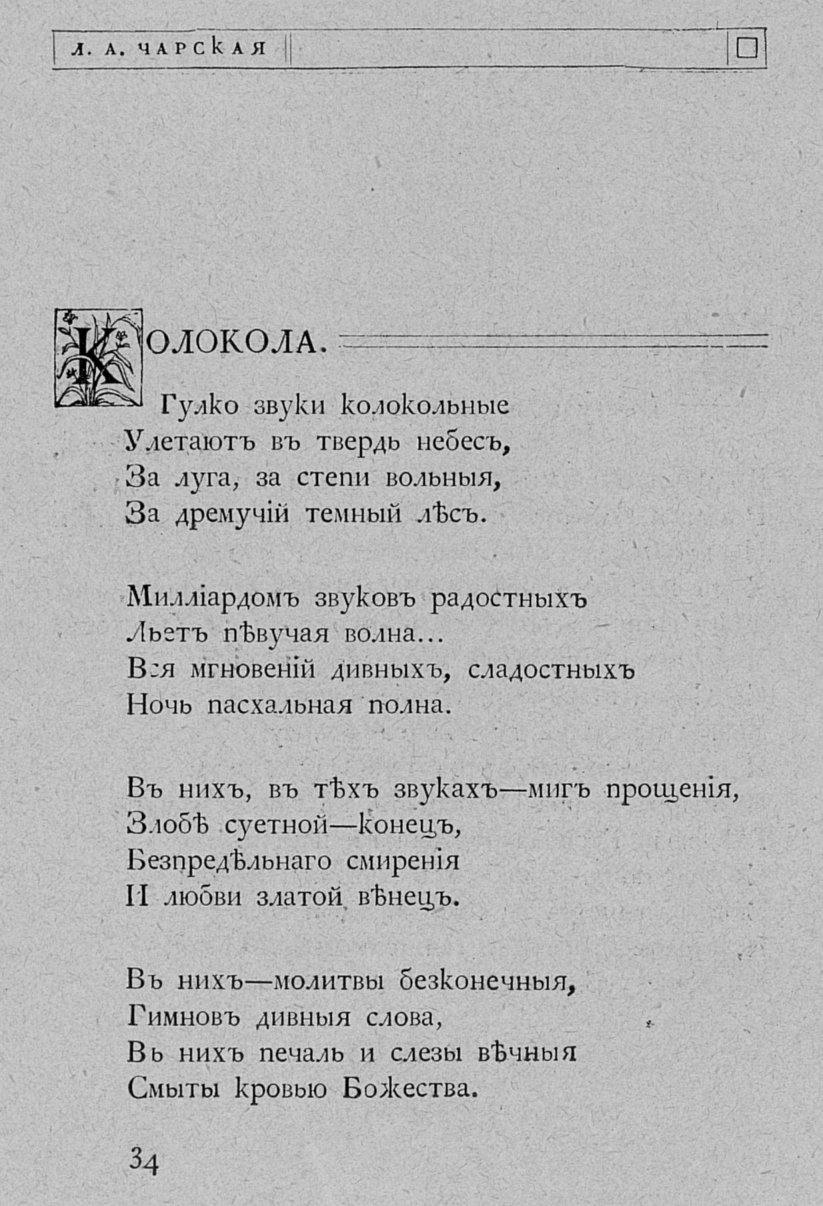 Л. А. ЧАРСКАЯ
КОЛОКОЛА.
Гулко звуки колокольные
Улетаютъ въ твердь небесъ,
За луга, за степи вольныя,
За дремучій темный лѣсъ.
Милліардомъ звуковъ радостныхъ
Льетъ пѣвучая волна...
Вся мгновеній дивныхъ, сладостныхъ
Ночь пасхальная полна.
Въ нихъ, въ тѣхъ звукахъ—мигъ прощенія,
Злобѣ суетной—конецъ,
Безпредѣльнаго смиренія
И любви златой вѣнецъ.
Въ нихъ—молитвы безконечныя,
Гимновъ дивныя слова,
Въ нихъ печаль и слезы вѣчныя
Смыты кровью Божества.
34